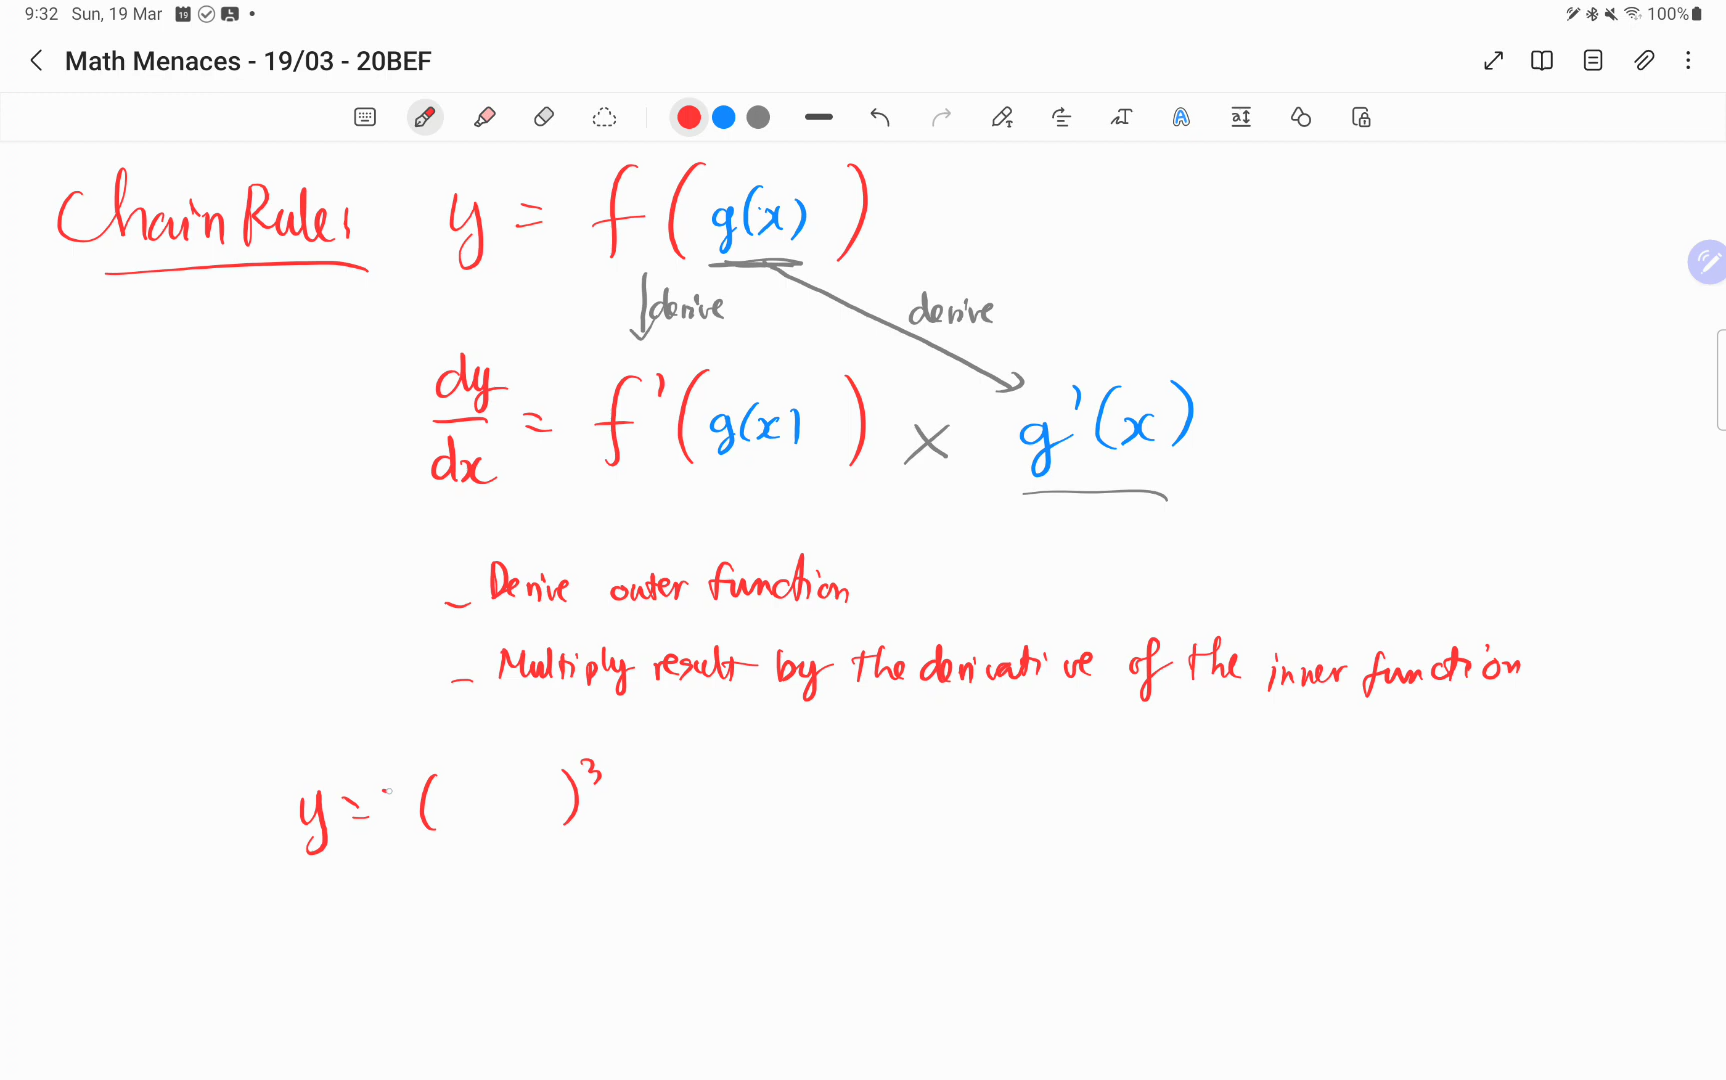 9:32 Sun, 19 Mar 19 100%
Math Menaces - 19/03 - 20BEF
Chain Rule: y = f(g(x))
derive derive
dy/dx = f'(g(x)) × g'(x)
- Derive outer function
- Multiply result by the derivative of the inner function
y = ( )³